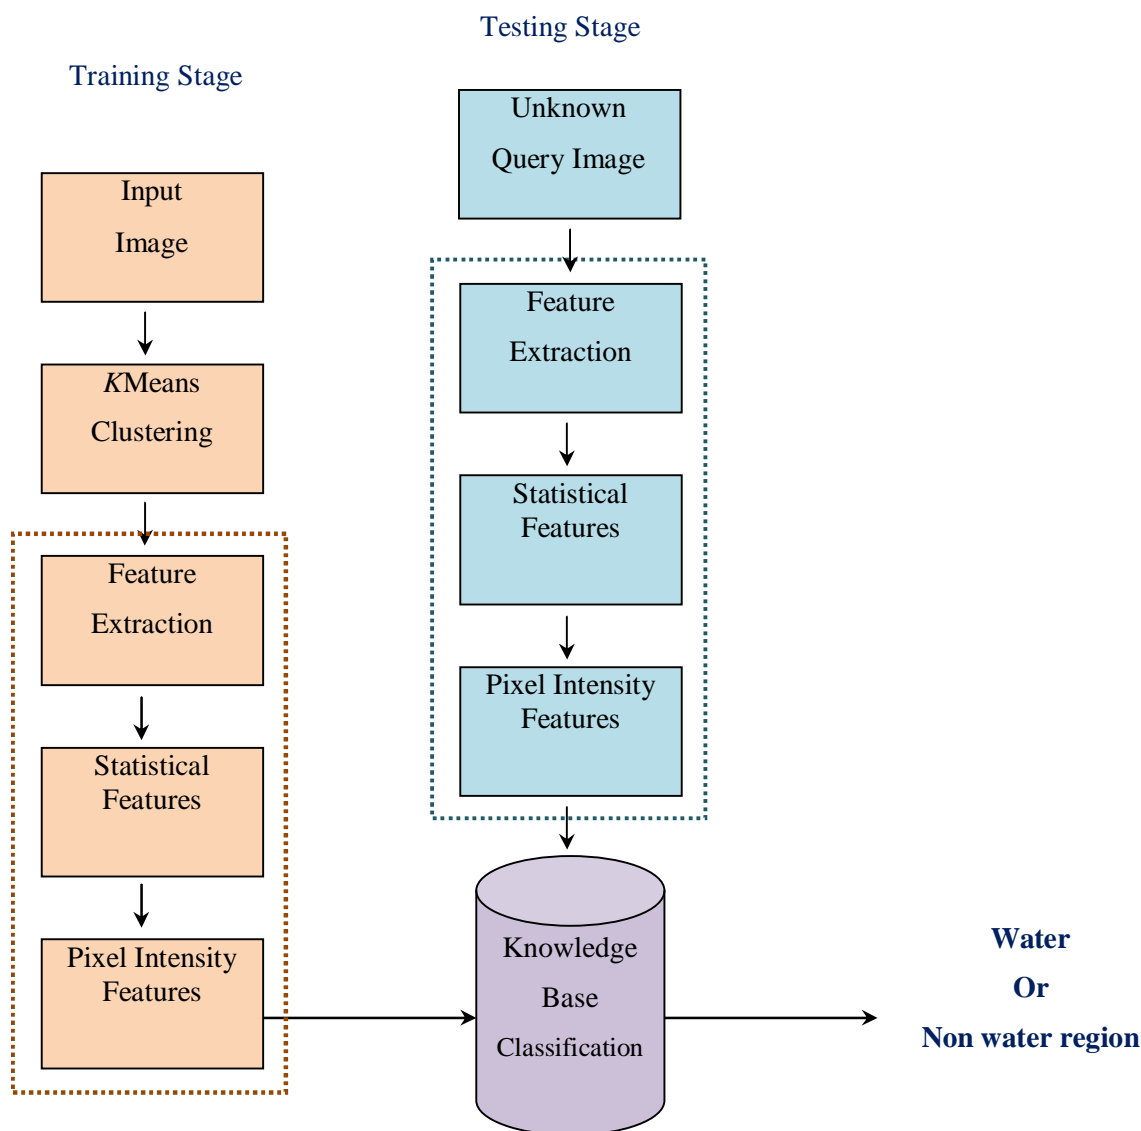 Training Stage
Input
Image
KMeans
Clustering
Feature
Extraction
Statistical
Features
Pixel Intensity
Features
Testing Stage
Unknown
Query Image
Feature
Extraction
Statistical
Features
Pixel Intensity
Features
Knowledge
Base
Classification
Water
Or
Non water region